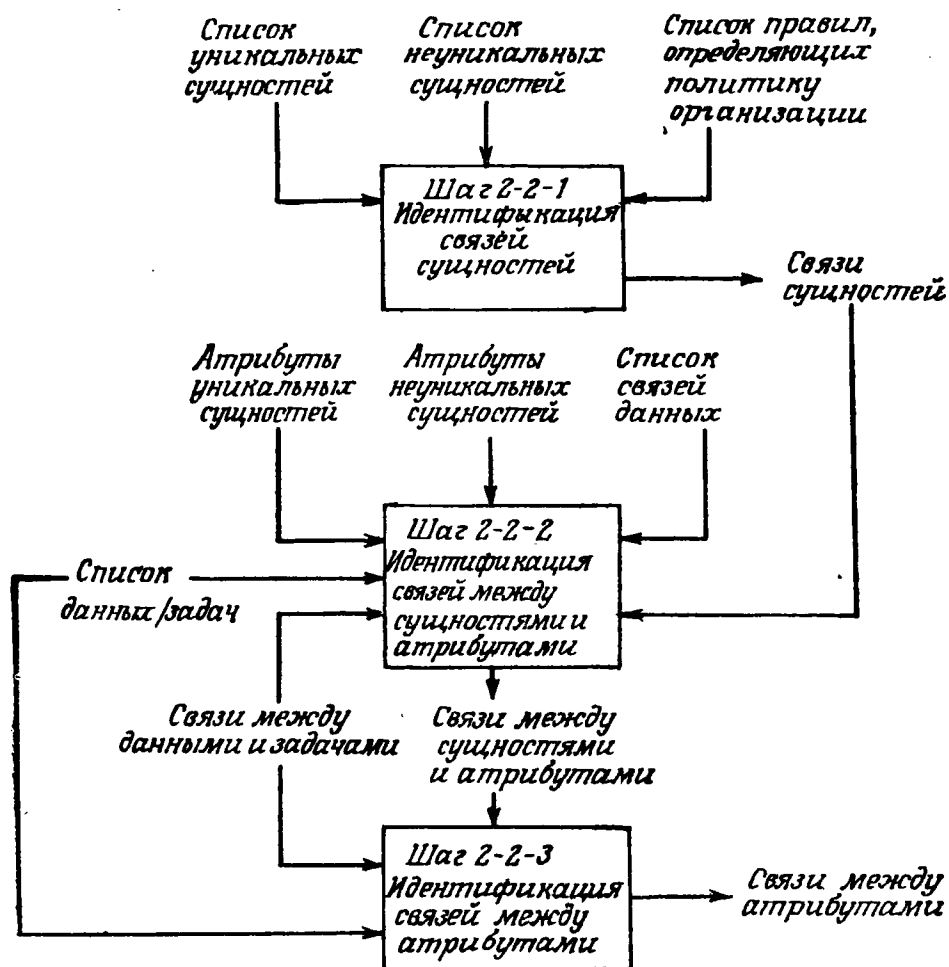 Список
уникальных
сущностей
Список
неуникальных
сущностей
Список правил,
определяющих
политику
организации
Шаг 2-2-1
Идентификация
связей
сущностей
Связи
сущностей
Атрибуты
уникальных
сущностей
Атрибуты
неуникальных
сущностей
Список
связей
данных
Шаг 2-2-2
Идентификация
связей между
сущностями и
атрибутами
Список
данных/задач
Связи между
данными и задачами
Связи между
сущностями
и атрибутами
Шаг 2-2-3
Идентификация
связей между
атрибутами
Связи между
атрибутами